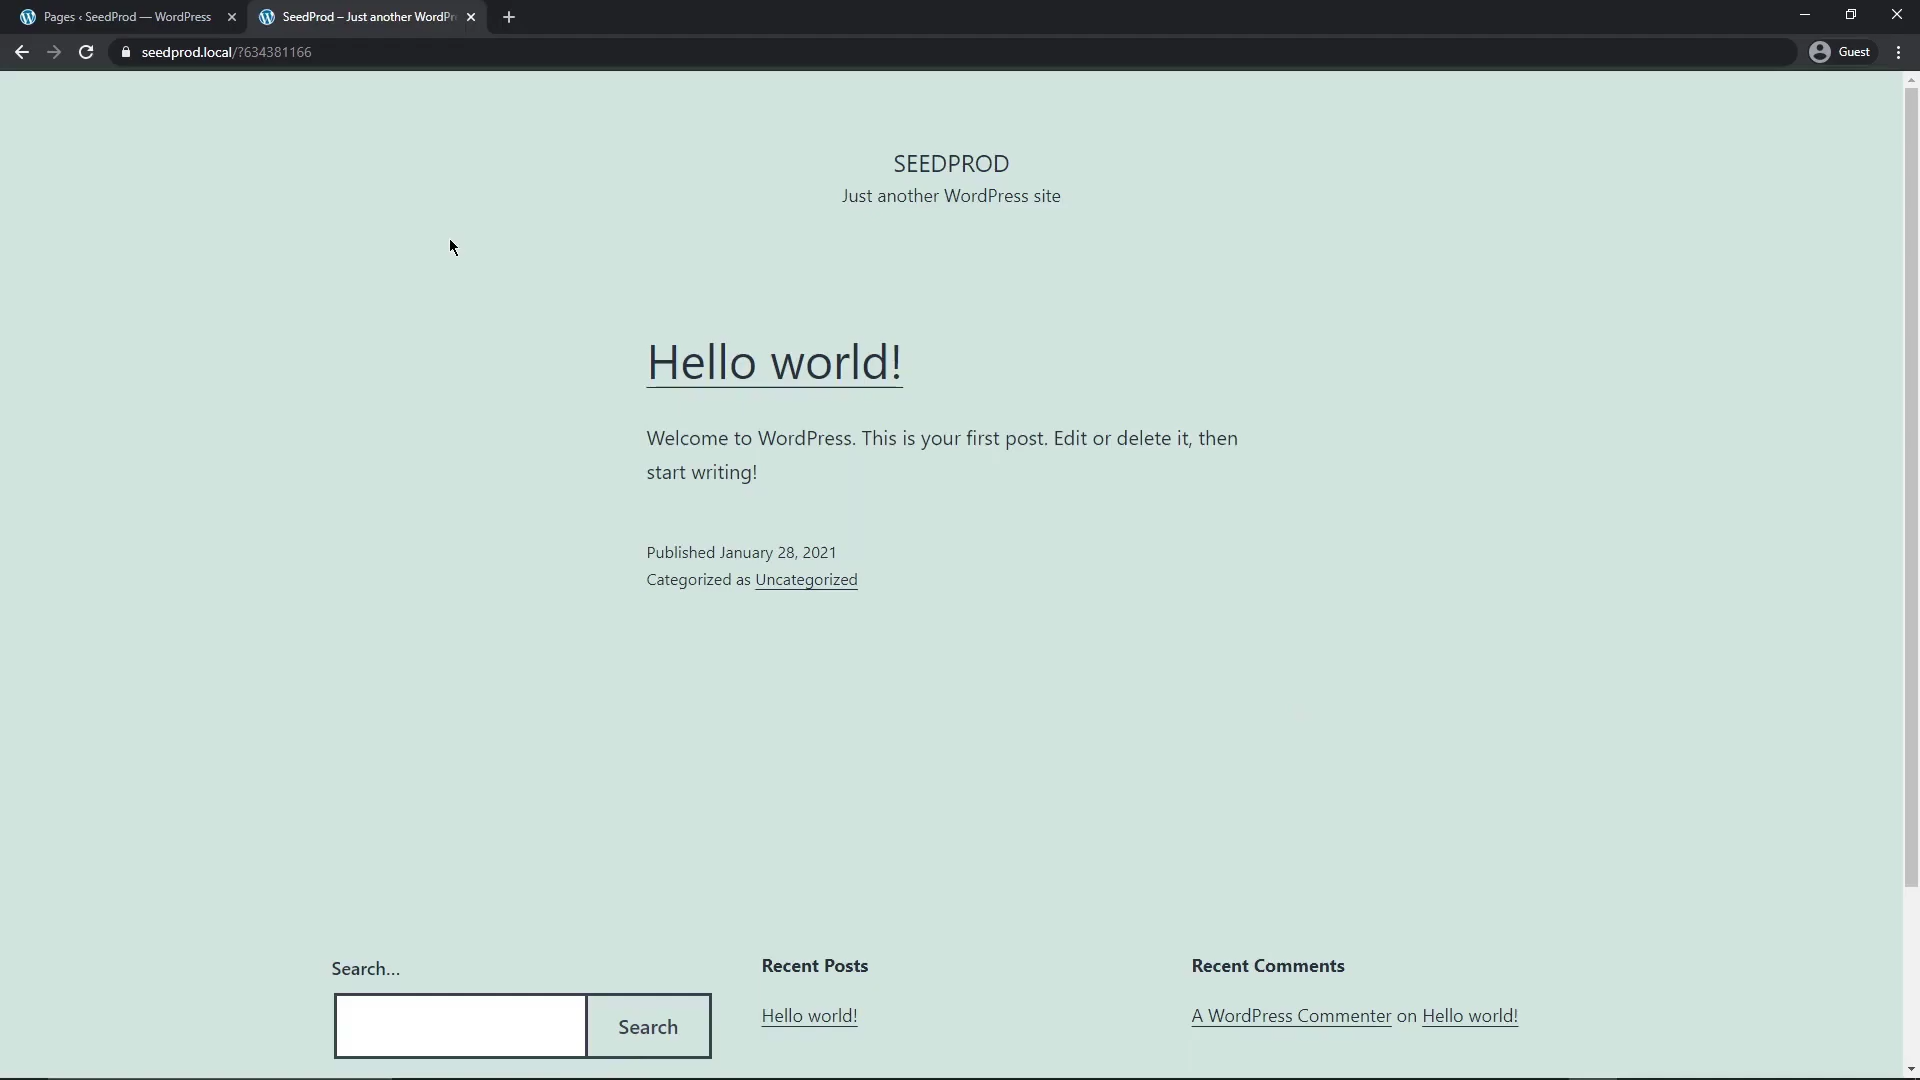 Pages ‹ SeedProd — WordPress
SeedProd – Just another WordPr
seedprod.local/?634381166
Guest
SEEDPROD
Just another WordPress site
Hello world!
Welcome to WordPress. This is your first post. Edit or delete it, then
start writing!
Published January 28, 2021
Categorized as Uncategorized
Search…
Search
Recent Posts
Hello world!
Recent Comments
A WordPress Commenter on Hello world!